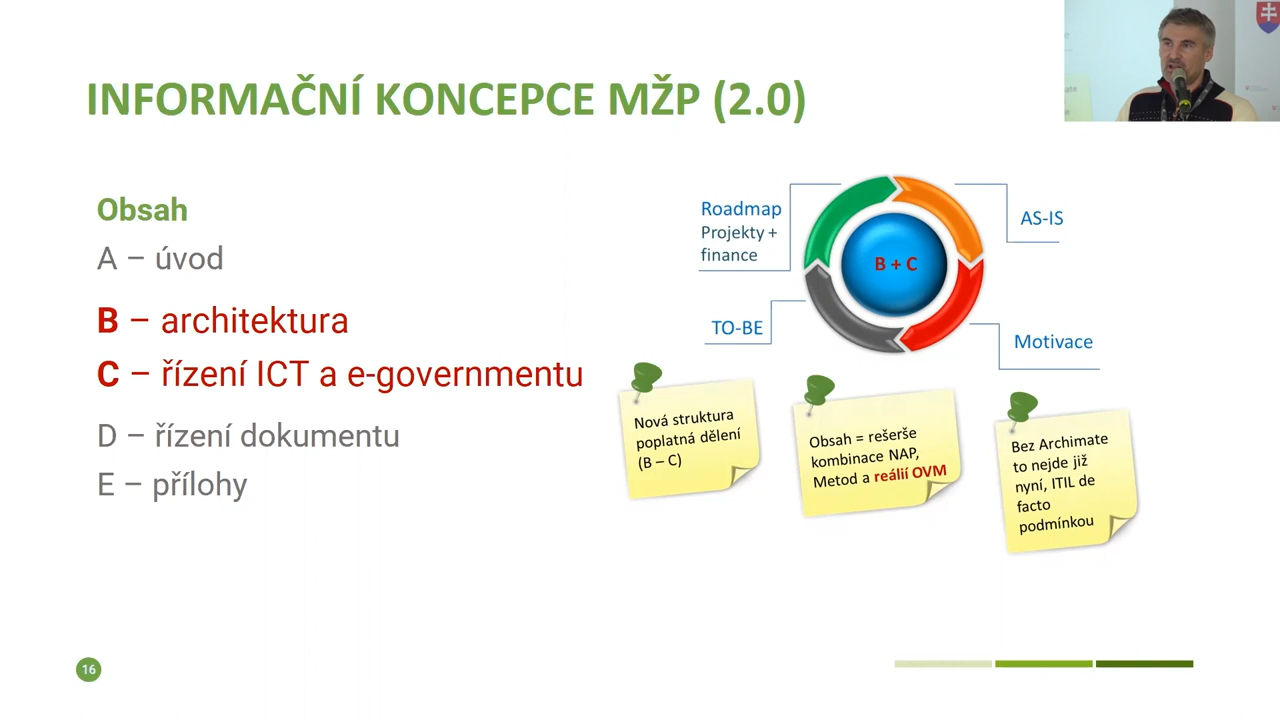 INFORMAČNÍ KONCEPCE MŽP (2.0)
Obsah
A – úvod
B – architektura
C – řízení ICT a e-governmentu
D – řízení dokumentu
E – přílohy
Roadmap
Projekty +
finance
AS-IS
B + C
TO-BE
Motivace
Nová struktura
poplatná dělení
(B – C)
Obsah = rešerše
kombinace NAP,
Metod a reálií OVM
Bez Archimate
to nejde již
nyní, ITIL de
facto
podmínkou
16